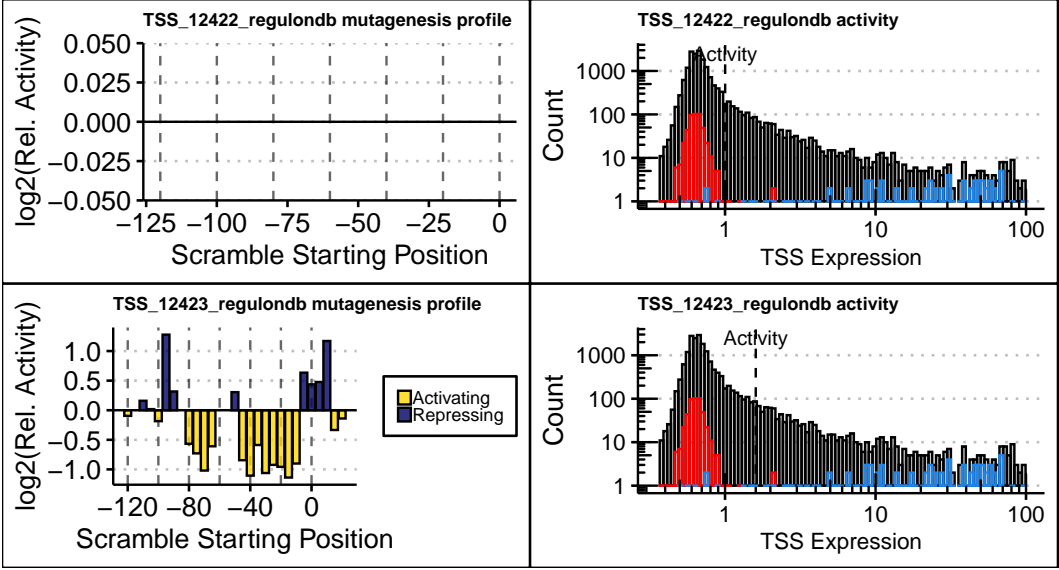 TSS_12422_regulondb mutagenesis profile
log2(Rel. Activity)
0.050
0.025
0.000
−0.025
−0.050
−125 −100 −75 −50 −25 0
Scramble Starting Position
TSS_12422_regulondb activity
Activity
Count
1000
100
10
1
1 10 100
TSS Expression
TSS_12423_regulondb mutagenesis profile
log2(Rel. Activity)
1.0
0.5
0.0
−0.5
−1.0
−120 −80 −40 0
Scramble Starting Position
Activating
Repressing
TSS_12423_regulondb activity
Activity
Count
1000
100
10
1
1 10 100
TSS Expression